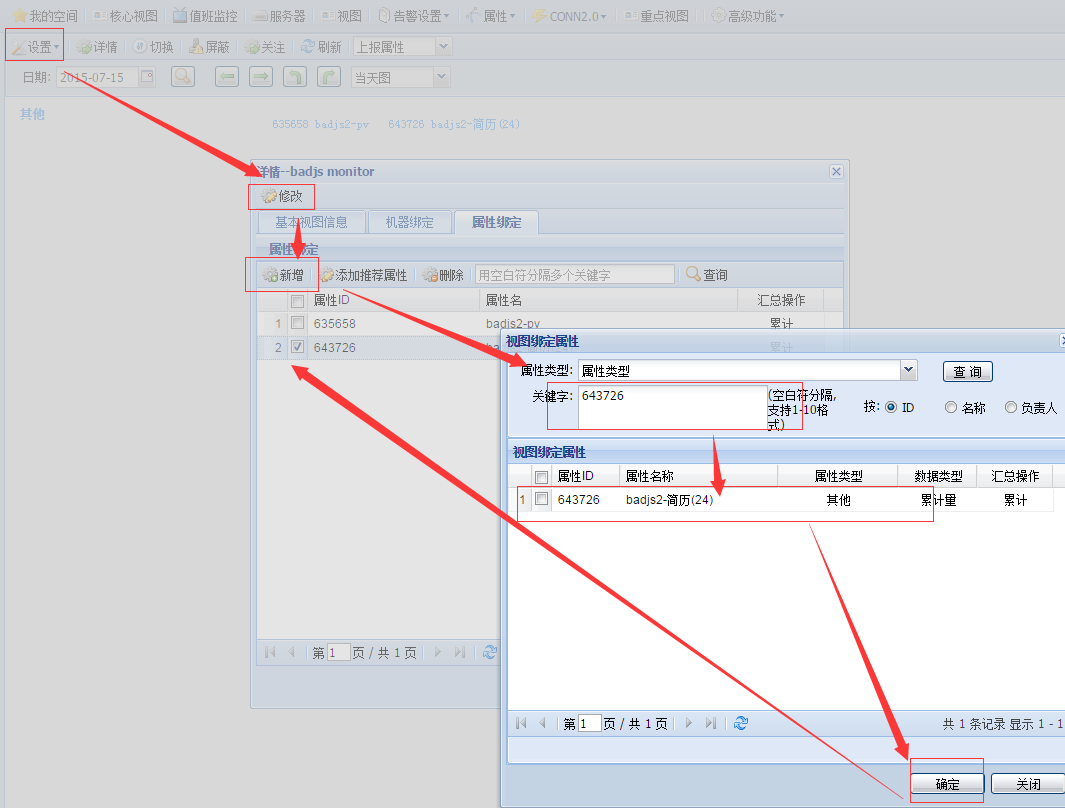 我的空间 核心视图 值班监控 服务器 视图 告警设置 属性 CONN2.0 重点视图 高级功能
设置 详情 切换 屏蔽 关注 刷新 上报属性
日期: 2015-07-15 当天图
其他
635658 badjs2-pv 643726 badjs2-简历(24)
详情--badjs monitor
修改
基本视图信息 机器绑定 属性绑定
属性绑定
新增 添加推荐属性 删除 用空白符分隔多个关键字 查询
属性ID 属性名 汇总操作
1 635658 badjs2-pv 累计
2 643726 累计
第 1 页 / 共 1 页
视图绑定属性
属性类型: 属性类型 查 询
关键字: 643726 (空白符分隔,
支持1-10格
式) 按: ID 名称 负责人
视图绑定属性
属性ID 属性名称 属性类型 数据类型 汇总操作
1 643726 badjs2-简历(24) 其他 累计量 累计
第 1 页 / 共 1 页 共 1 条记录 显示 1 - 1
确定 关闭